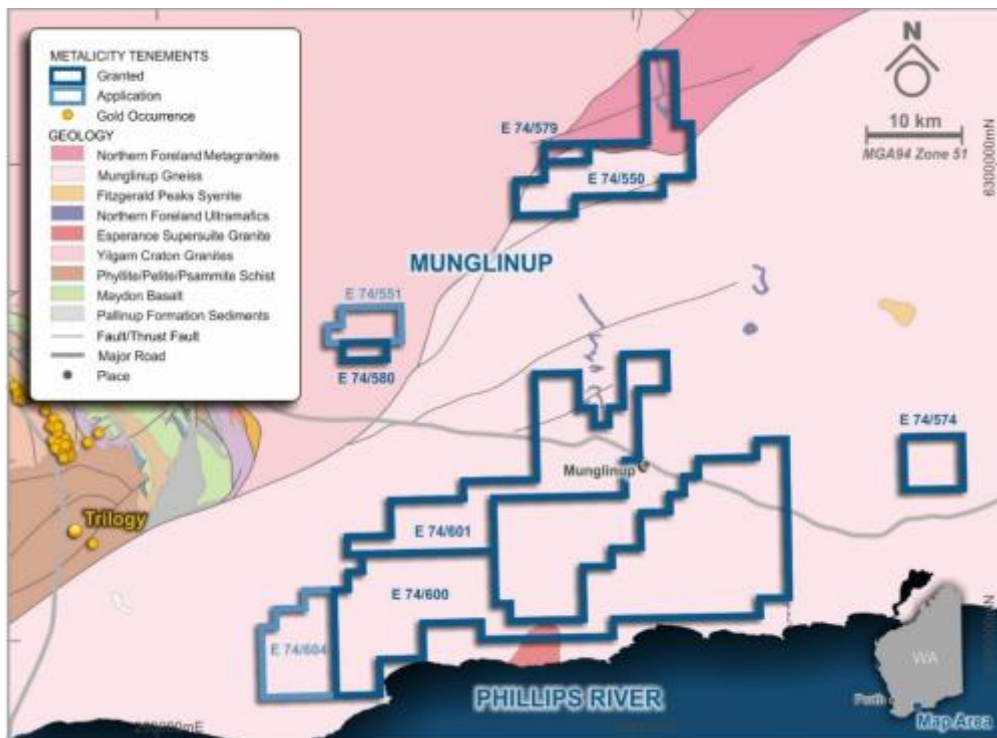 METALICITY TENEMENTS
Granted
Application
Gold Occurrence
GEOLOGY
Northern Foreland Metagranites
Munglinup Gneiss
Fitzgerald Peaks Syenite
Northern Foreland Ultramafics
Esperance Supersuite Granite
Yilgarn Craton Granites
Phyllite/Pelite/Psammite Schist
Maydon Basalt
Pallinup Formation Sediments
Fault/Thrust Fault
Major Road
Place
N
10 km
MGA94 Zone 51
6300000mN
E 74/579
E 74/550
MUNGLINUP
E 74/551
E 74/580
E 74/574
Munglinup
Trilogy
E 74/601
E 74/600
E 74/604
PHILLIPS RIVER
WA
Perth
Map Area